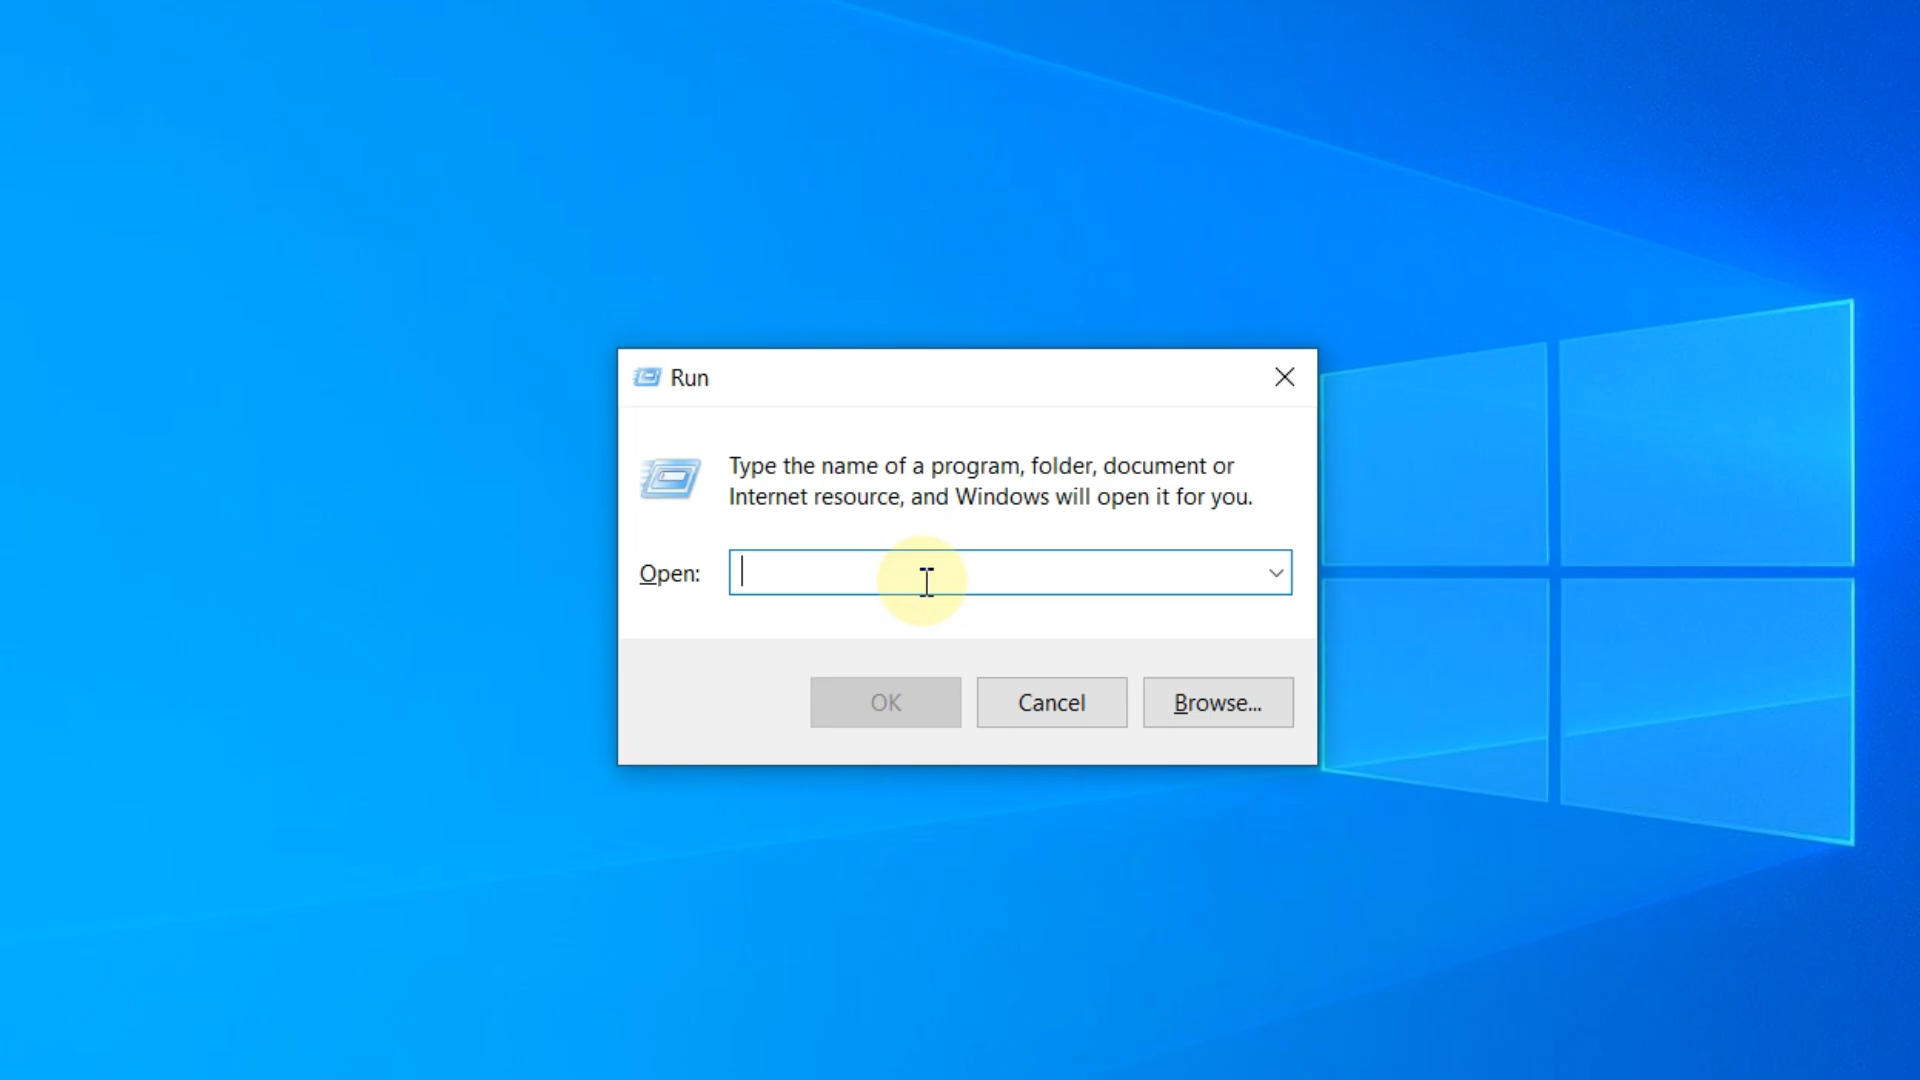 Run
Type the name of a program, folder, document or
Internet resource, and Windows will open it for you.
Open:
OK
Cancel
Browse...